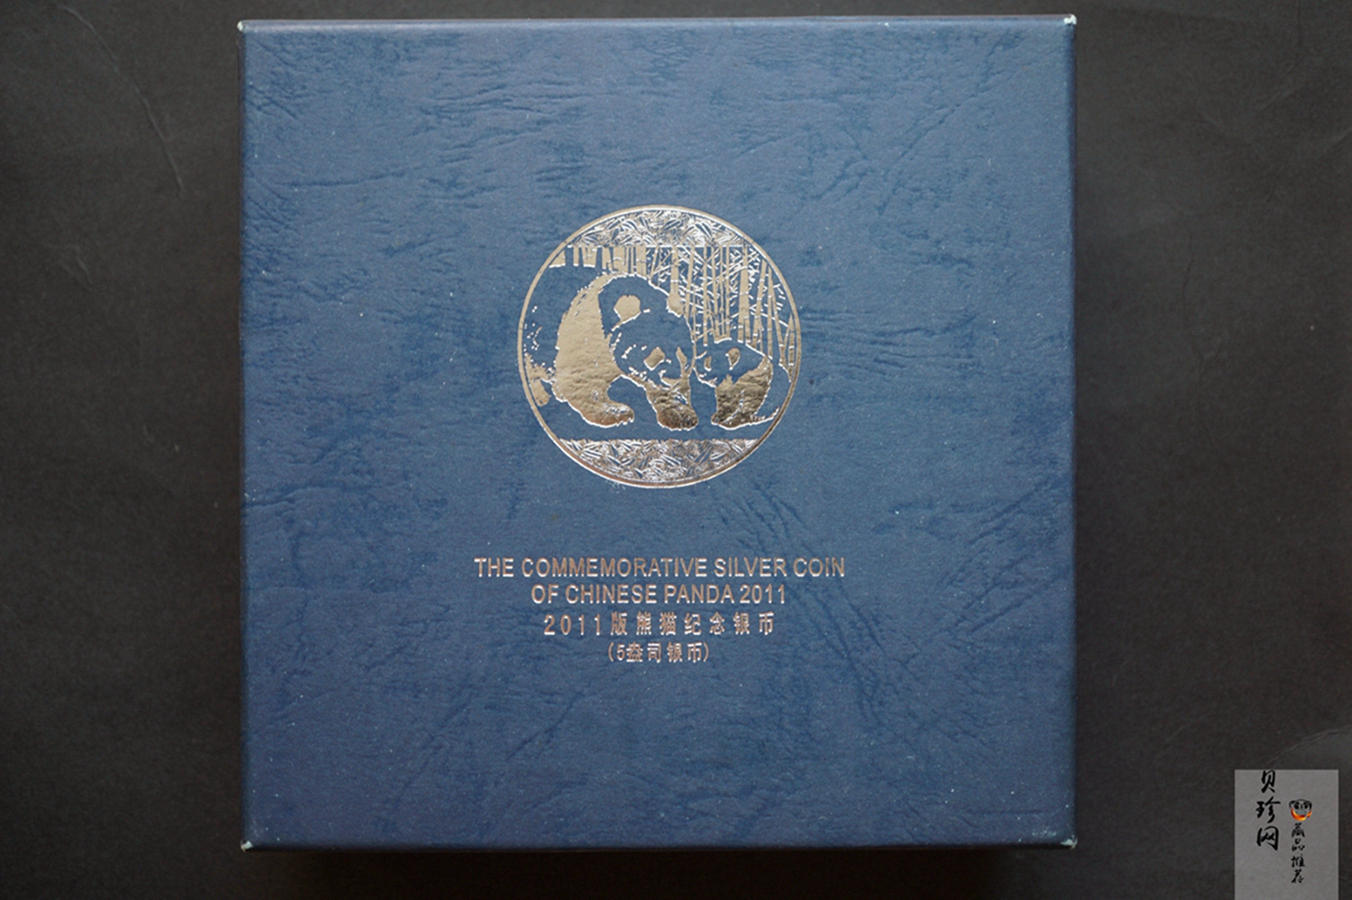 THE COMMEMORATIVE SILVER COIN
OF CHINESE PANDA 2011
2011版熊猫纪念银币
(5盎司银币)
贝珍网
藏品推荐